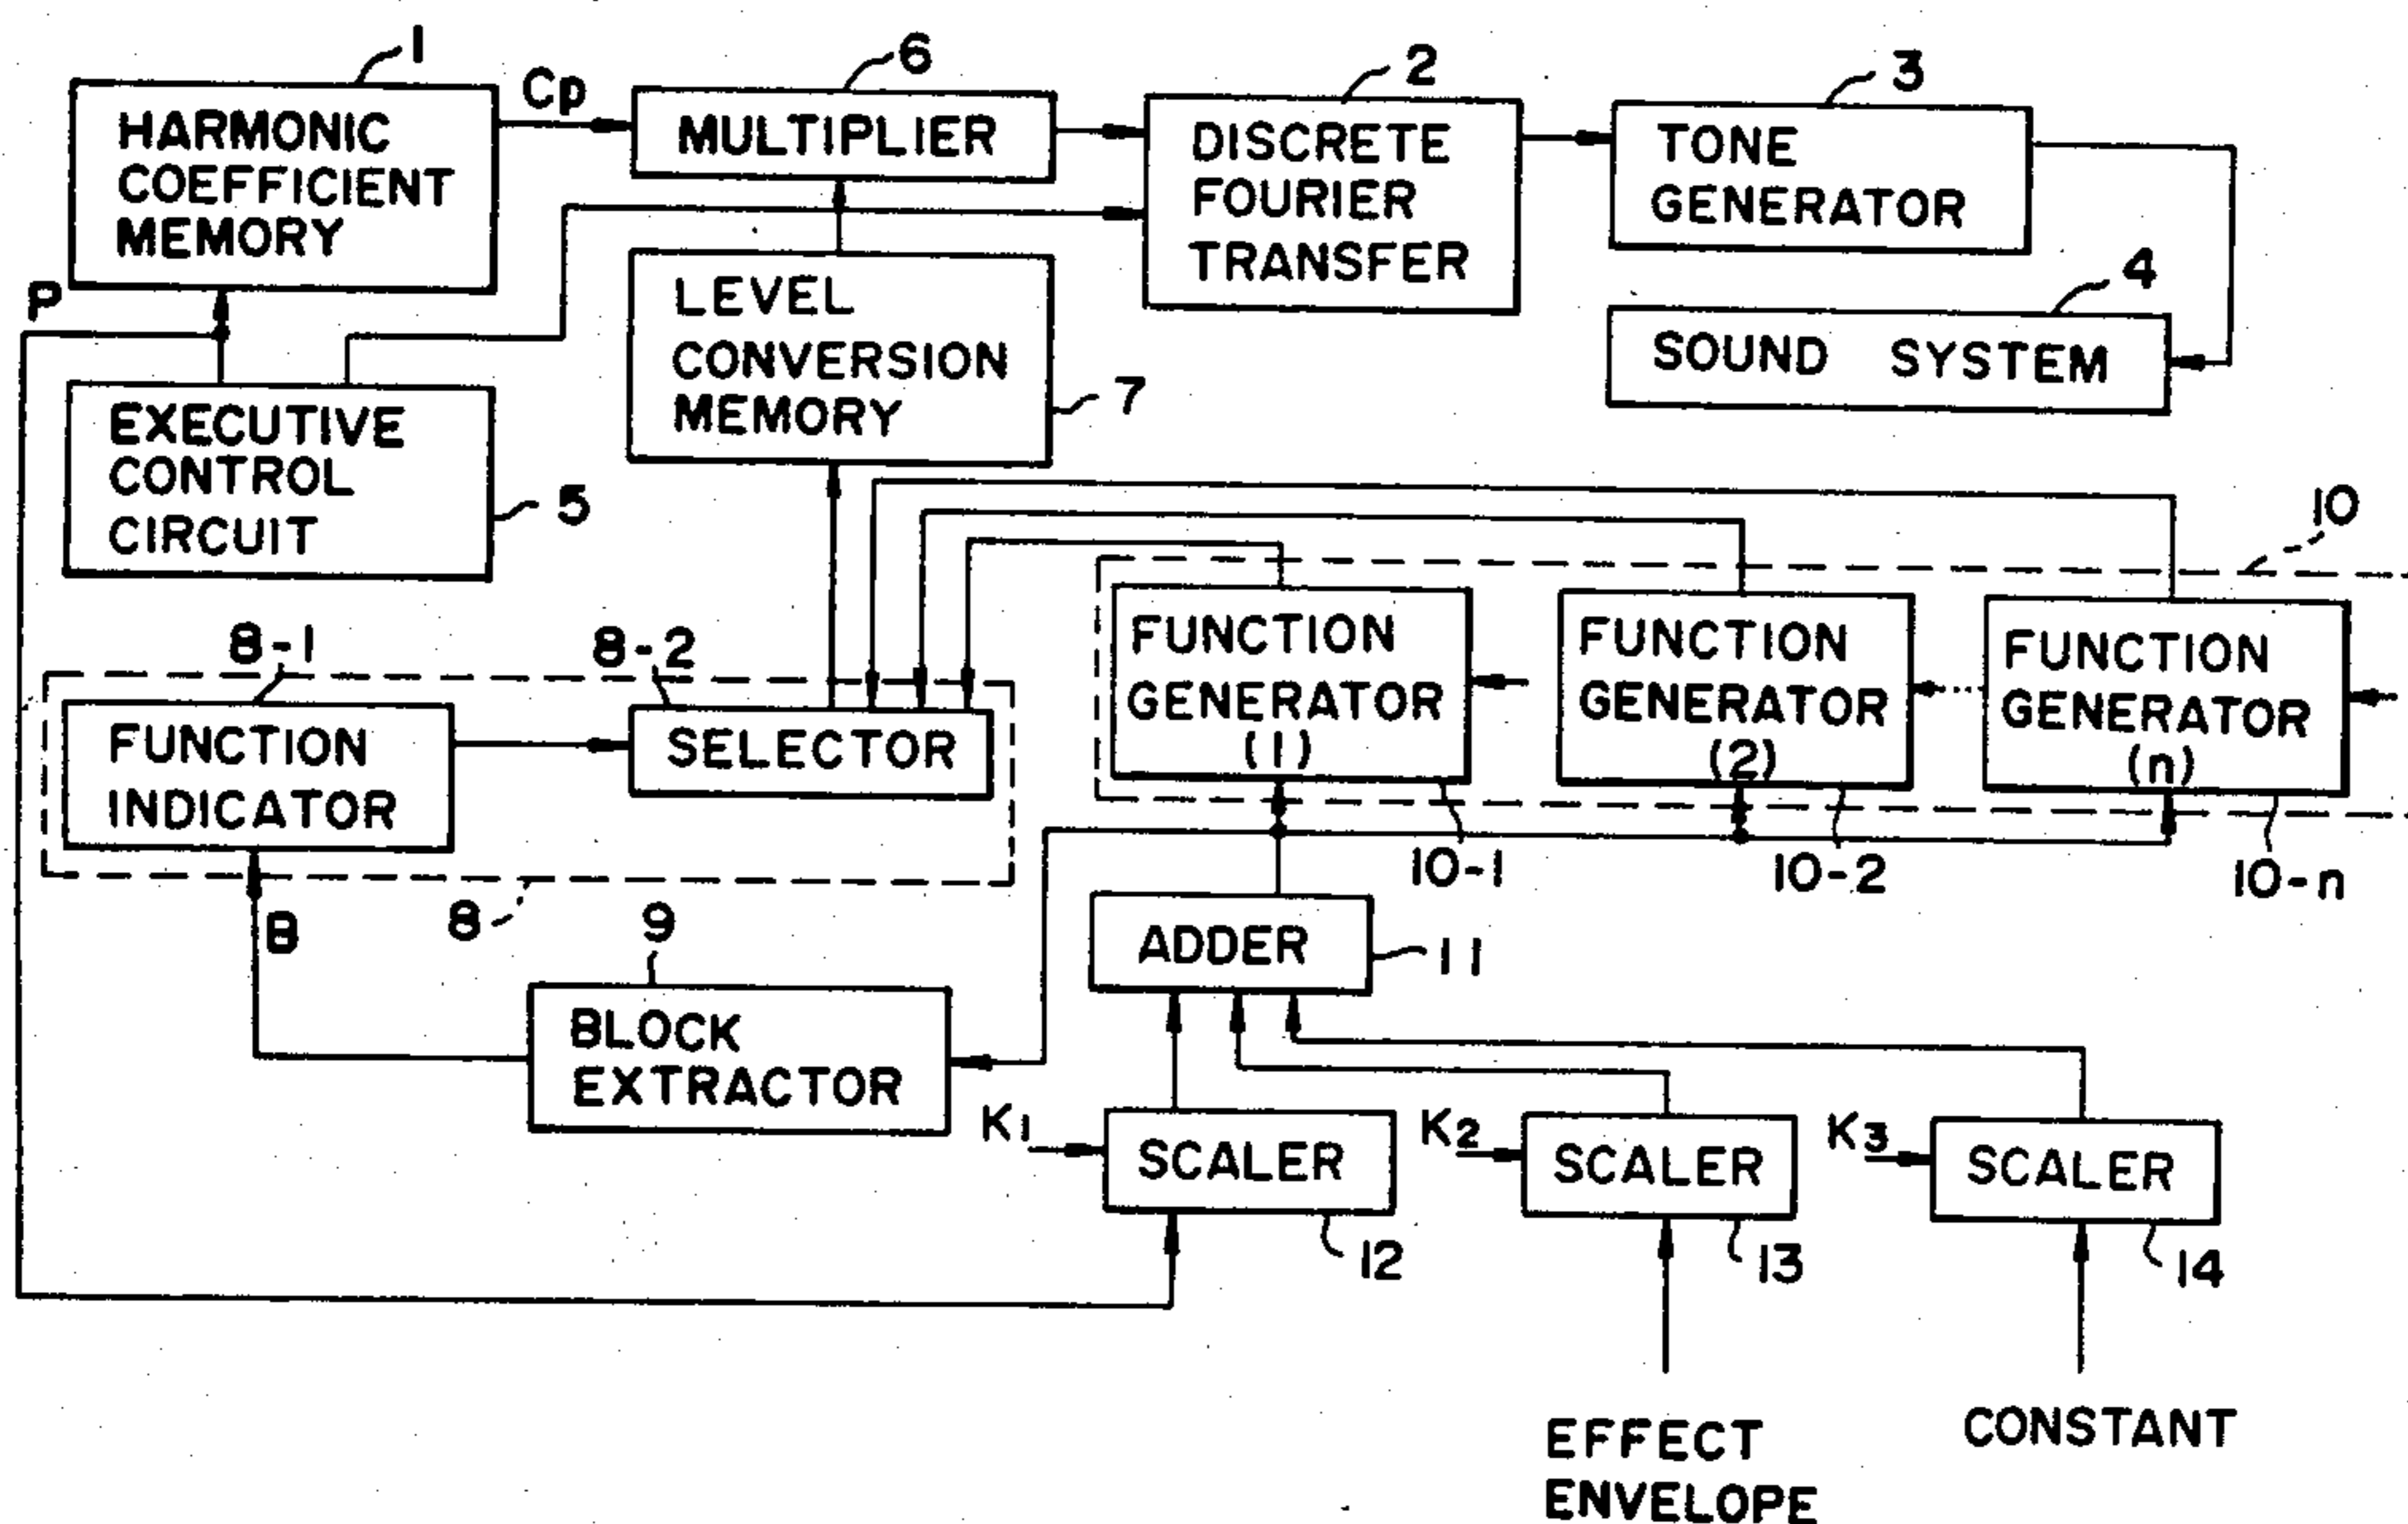 1
HARMONIC
COEFFICIENT
MEMORY
Cp
6
MULTIPLIER
2
DISCRETE
FOURIER
TRANSFER
3
TONE
GENERATOR
4
SOUND SYSTEM
P
EXECUTIVE
CONTROL
CIRCUIT
5
LEVEL
CONVERSION
MEMORY
7
10
8-1
FUNCTION
INDICATOR
8-2
SELECTOR
8
FUNCTION
GENERATOR
(1)
10-1
FUNCTION
GENERATOR
(2)
10-2
FUNCTION
GENERATOR
(n)
10-n
B
9
BLOCK
EXTRACTOR
ADDER
11
K1
SCALER
12
K2
SCALER
13
K3
SCALER
14
EFFECT
ENVELOPE
CONSTANT